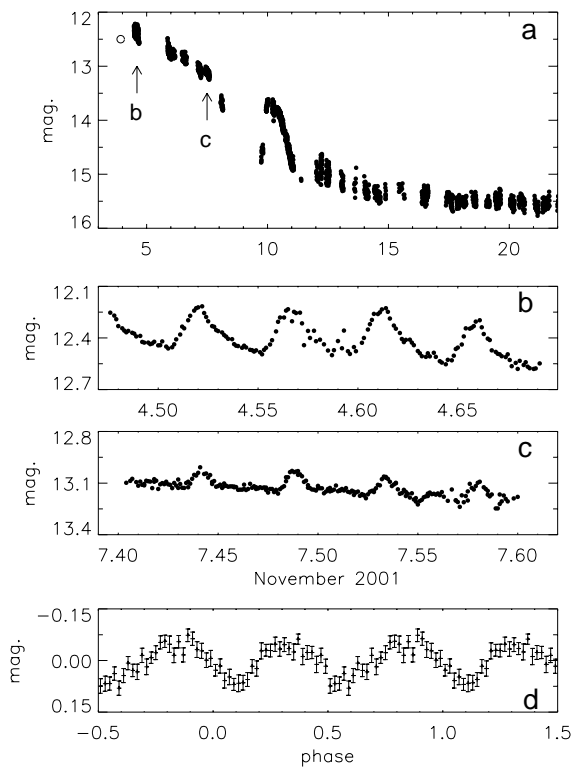 12
13
14
15
16
mag.
a
b
c
5 10 15 20
12.1
12.4
12.7
mag.
b
4.50 4.55 4.60 4.65
12.8
13.1
13.4
mag.
c
7.40 7.45 7.50 7.55 7.60
November 2001
−0.15
0.00
0.15
mag.
d
−0.5 0.0 0.5 1.0 1.5
phase